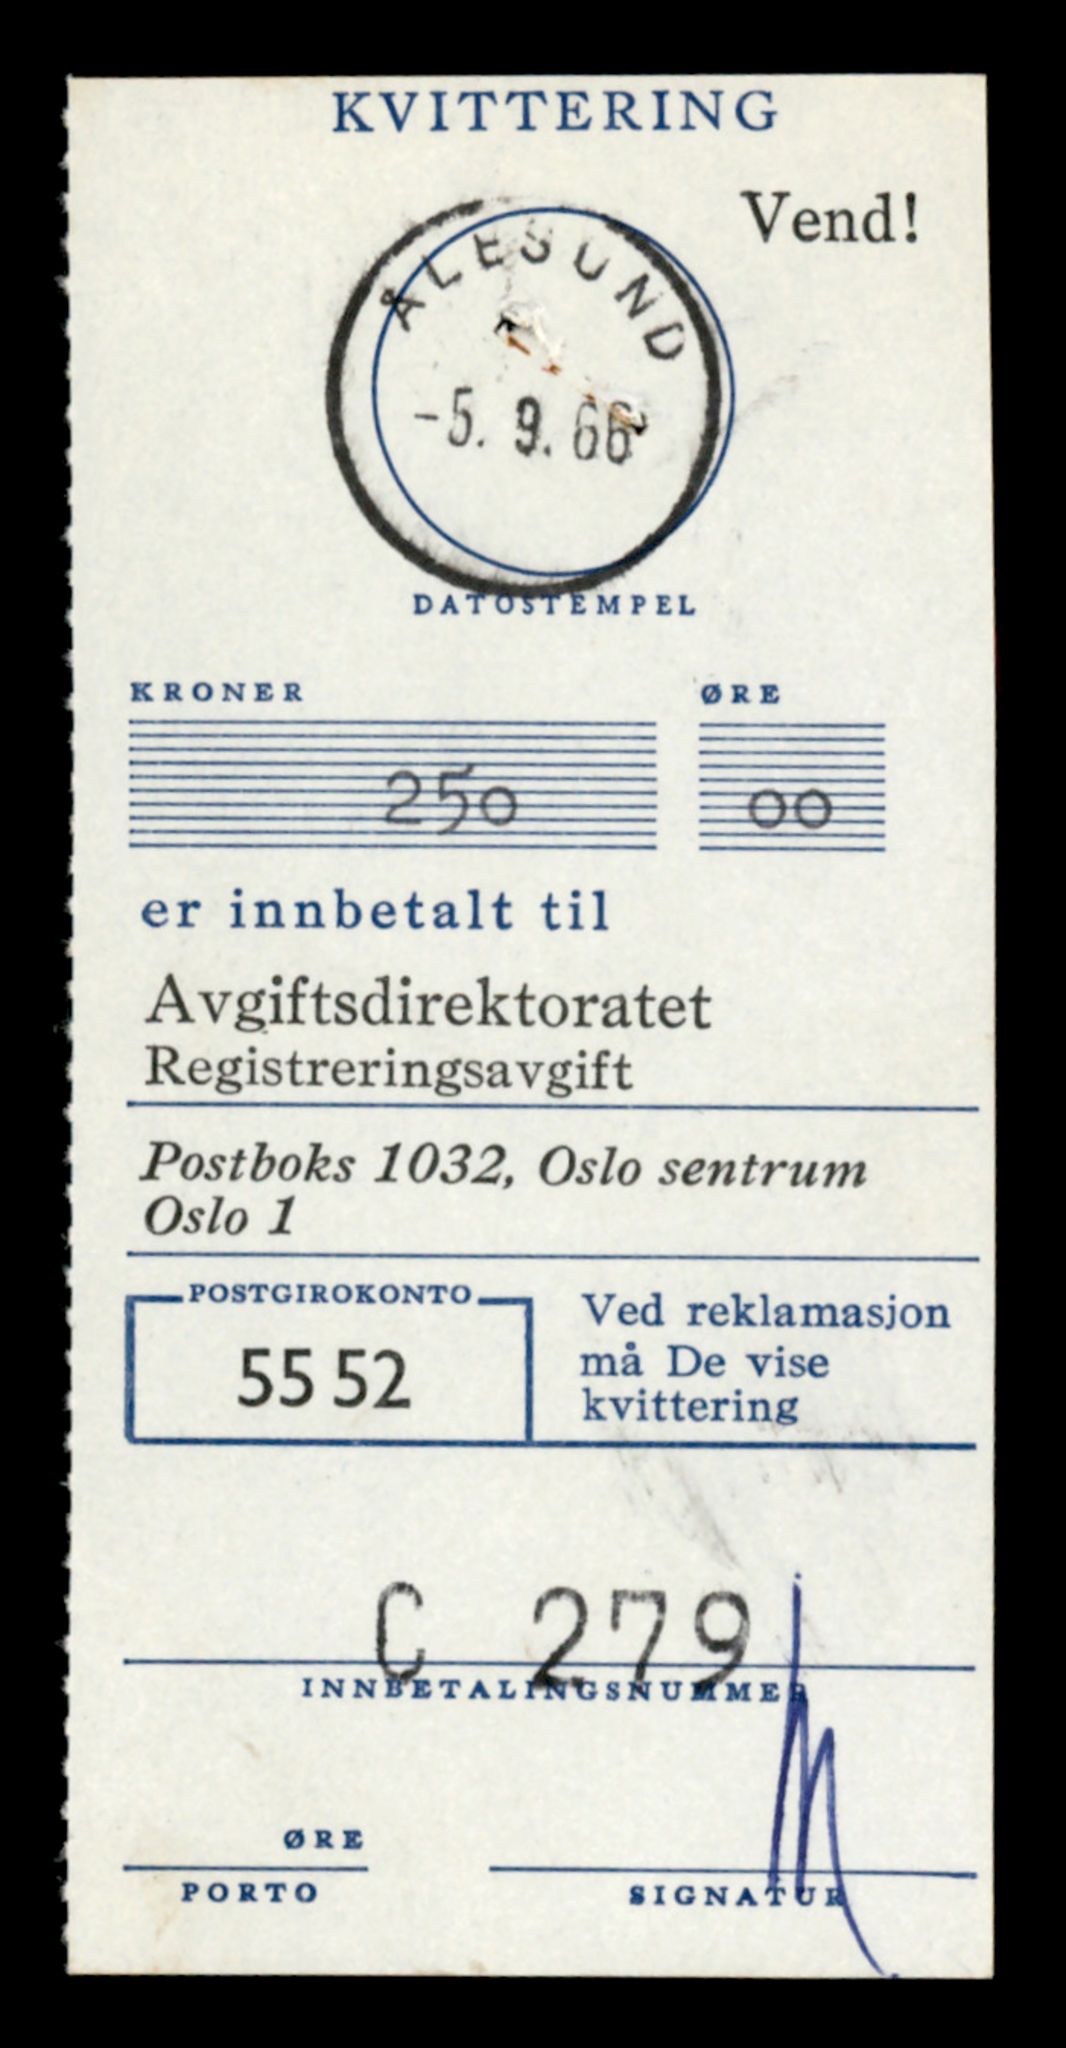 KVITTERING
Vend!
ÅLESUND
-5. 9. 66
DATOSTEMPEL
KRONER ØRE
250 00
er innbetalt til
Avgiftsdirektoratet
Registreringsavgift
Postboks 1032, Oslo sentrum
Oslo 1
POSTGIROKONTO
55 52
Ved reklamasjon
må De vise
kvittering
C 279
INNBETALINGSNUMMER
ØRE
PORTO
SIGNATUR